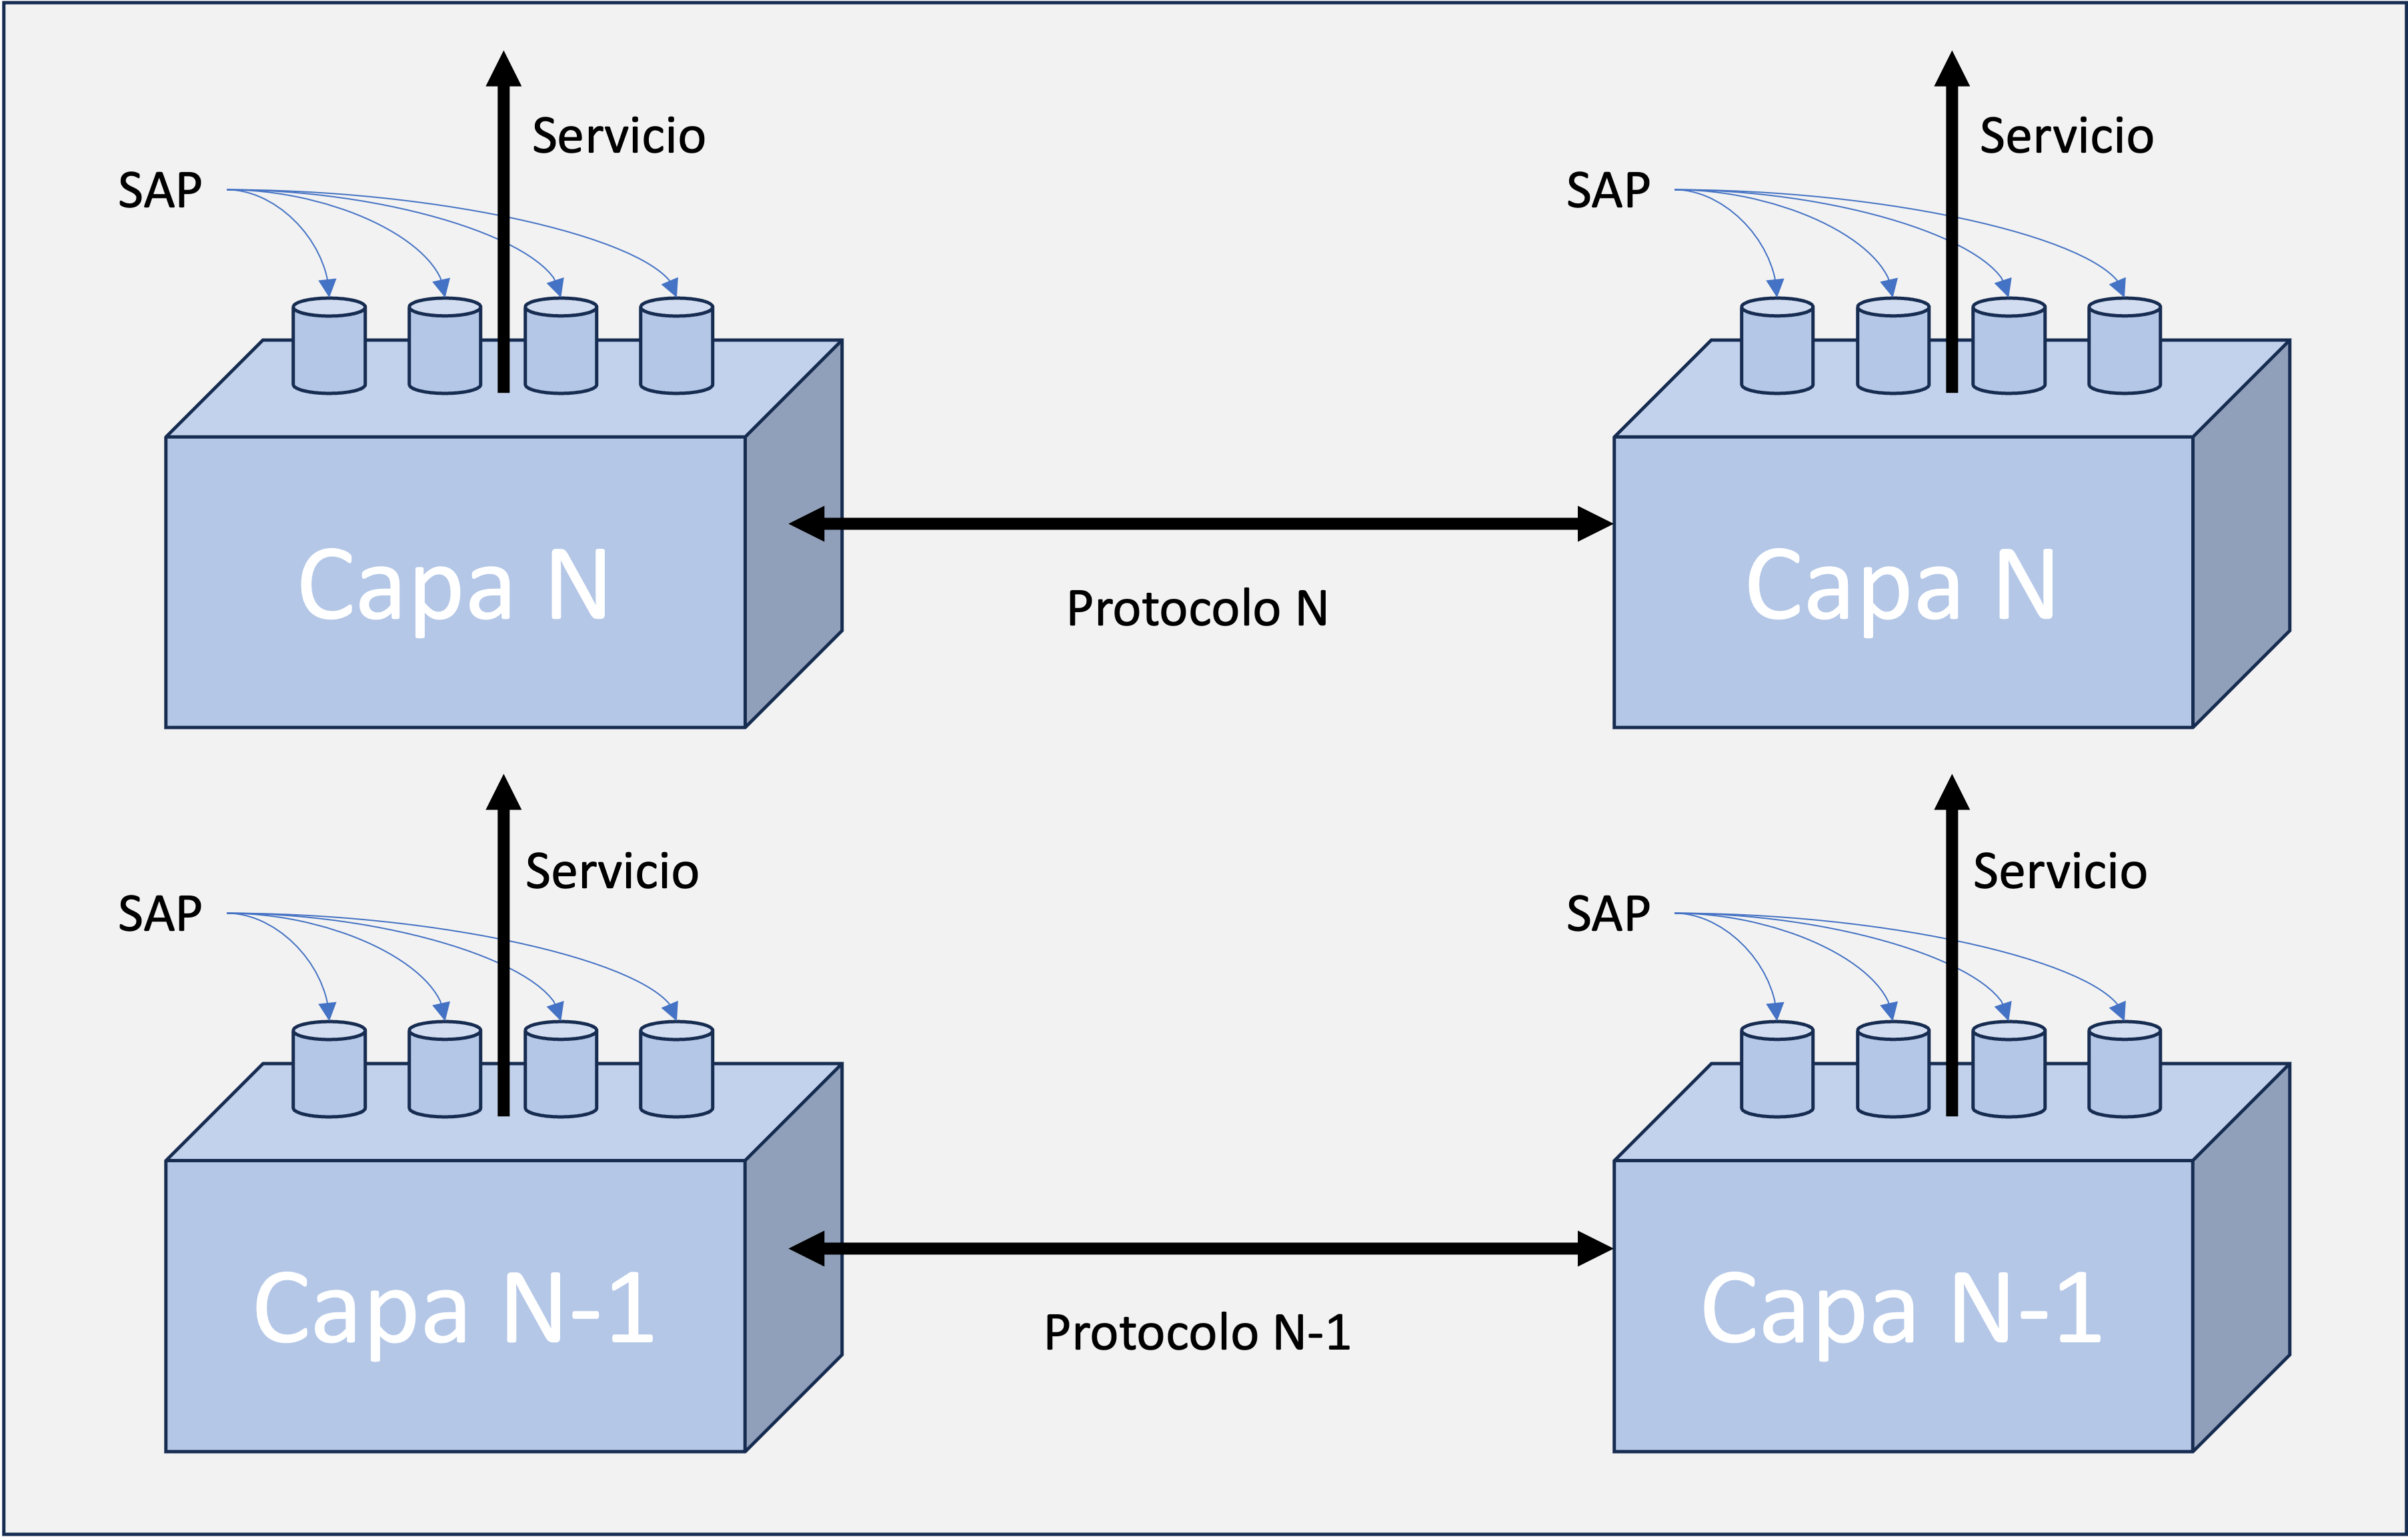 Servicio
Servicio
SAP
SAP
Capa N
Protocolo N
Capa N
Servicio
Servicio
SAP
SAP
Capa N-1
Protocolo N-1
Capa N-1